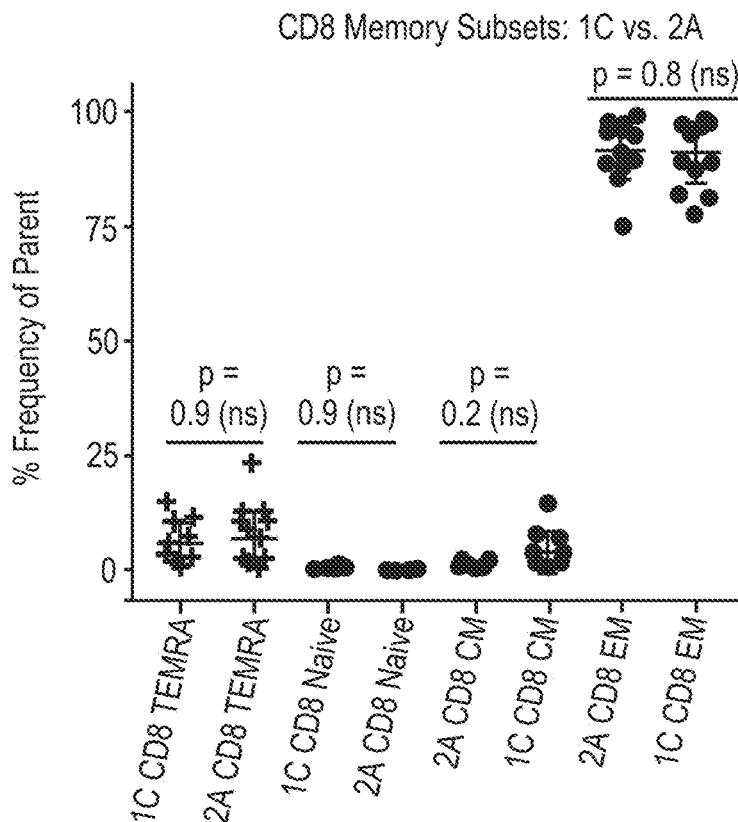 CD8 Memory Subsets: 1C vs. 2A
p = 0.8 (ns)
% Frequency of Parent
100
75
50
25
0
p =
0.9 (ns)
p =
0.9 (ns)
p =
0.2 (ns)
1C CD8 TEMRA
2A CD8 TEMRA
1C CD8 Naive
2A CD8 Naive
2A CD8 CM
1C CD8 CM
2A CD8 EM
1C CD8 EM